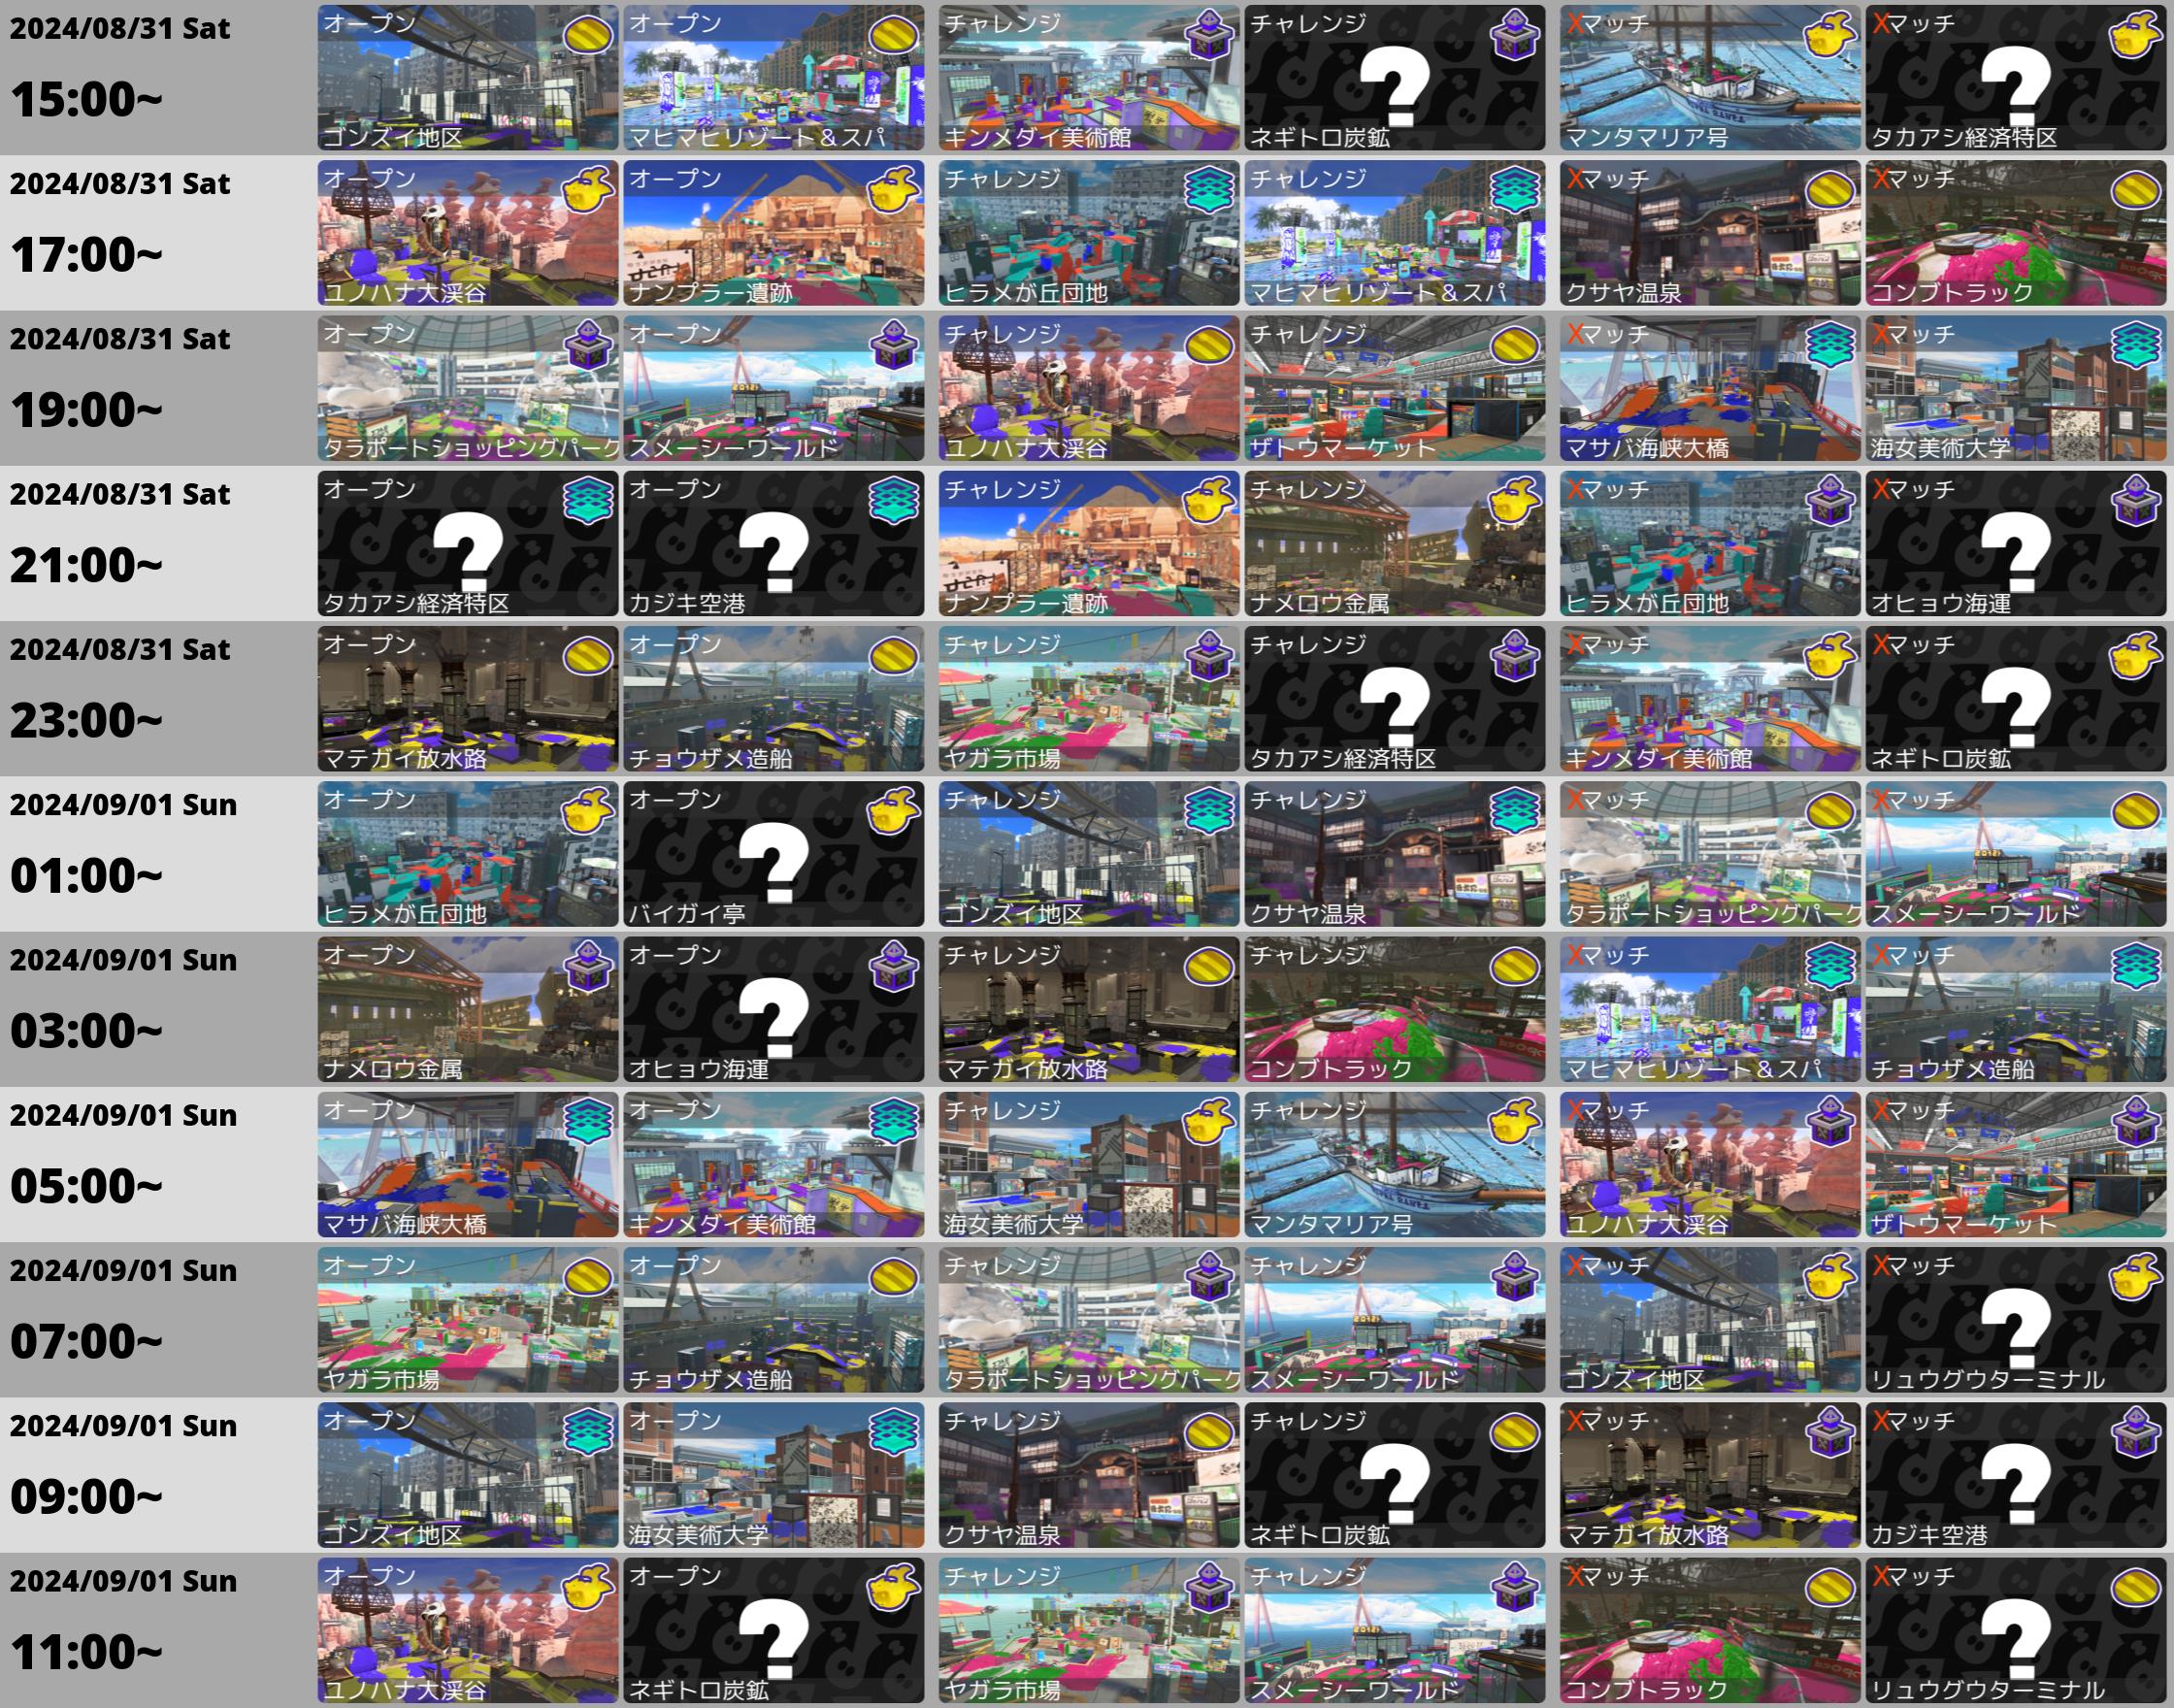 2024/08/31 Sat
15:00~
オープン
ゴンズイ地区
オープン
マヒマヒリゾート&スパ
チャレンジ
キンメダイ美術館
チャレンジ
ネギトロ炭鉱
Xマッチ
マンタマリア号
Xマッチ
タカアシ経済特区
2024/08/31 Sat
17:00~
オープン
ユノハナ大渓谷
オープン
ナンプラー遺跡
チャレンジ
ヒラメが丘団地
チャレンジ
マヒマヒリゾート&スパ
Xマッチ
クサヤ温泉
Xマッチ
コンブトラック
2024/08/31 Sat
19:00~
オープン
タラポートショッピングパーク
オープン
スメーシーワールド
チャレンジ
ユノハナ大渓谷
チャレンジ
ザトウマーケット
Xマッチ
マサバ海峡大橋
Xマッチ
海女美術大学
2024/08/31 Sat
21:00~
オープン
タカアシ経済特区
オープン
カジキ空港
チャレンジ
ナンプラー遺跡
チャレンジ
ナメロウ金属
Xマッチ
ヒラメが丘団地
Xマッチ
オヒョウ海運
2024/08/31 Sat
23:00~
オープン
マテガイ放水路
オープン
チョウザメ造船
チャレンジ
ヤガラ市場
チャレンジ
タカアシ経済特区
Xマッチ
キンメダイ美術館
Xマッチ
ネギトロ炭鉱
2024/09/01 Sun
01:00~
オープン
ヒラメが丘団地
オープン
バイガイ亭
チャレンジ
ゴンズイ地区
チャレンジ
クサヤ温泉
Xマッチ
タラポートショッピングパーク
Xマッチ
スメーシーワールド
2024/09/01 Sun
03:00~
オープン
ナメロウ金属
オープン
オヒョウ海運
チャレンジ
マテガイ放水路
チャレンジ
コンブトラック
Xマッチ
マヒマヒリゾート&スパ
Xマッチ
チョウザメ造船
2024/09/01 Sun
05:00~
オープン
マサバ海峡大橋
オープン
キンメダイ美術館
チャレンジ
海女美術大学
チャレンジ
マンタマリア号
Xマッチ
ユノハナ大渓谷
Xマッチ
ザトウマーケット
2024/09/01 Sun
07:00~
オープン
ヤガラ市場
オープン
チョウザメ造船
チャレンジ
タラポートショッピングパーク
チャレンジ
スメーシーワールド
Xマッチ
ゴンズイ地区
Xマッチ
リュウグウターミナル
2024/09/01 Sun
09:00~
オープン
ゴンズイ地区
オープン
海女美術大学
チャレンジ
クサヤ温泉
チャレンジ
ネギトロ炭鉱
Xマッチ
マテガイ放水路
Xマッチ
カジキ空港
2024/09/01 Sun
11:00~
オープン
ユノハナ大渓谷
オープン
ネギトロ炭鉱
チャレンジ
ヤガラ市場
チャレンジ
スメーシーワールド
Xマッチ
コンブトラック
Xマッチ
リュウグウターミナル